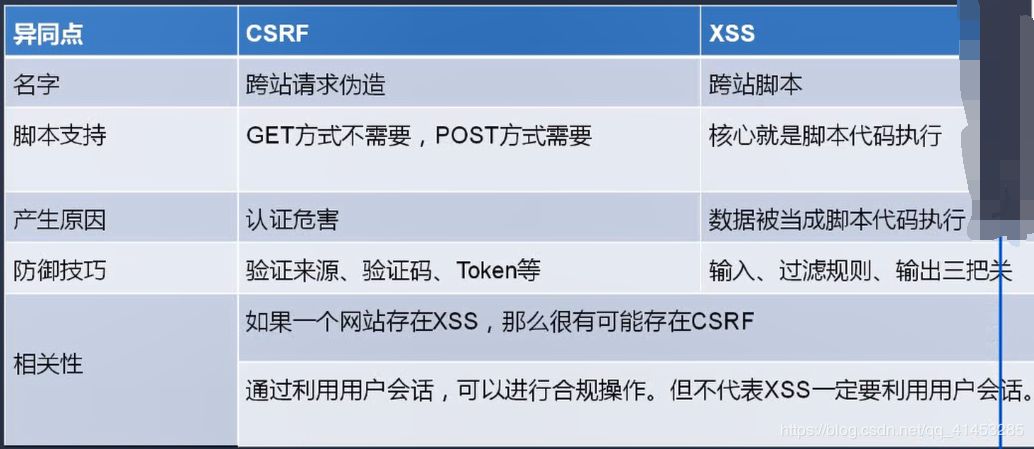 异同点 CSRF XSS
名字 跨站请求伪造 跨站脚本
脚本支持 GET方式不需要，POST方式需要 核心就是脚本代码执行
产生原因 认证危害 数据被当成脚本代码执行
防御技巧 验证来源、验证码、Token等 输入、过滤规则、输出三把关
如果一个网站存在XSS，那么很有可能存在CSRF
相关性
通过利用用户会话，可以进行合规操作。但不代表XSS一定要利用用户会话。
https://blog.csdn.net/qq_41453285